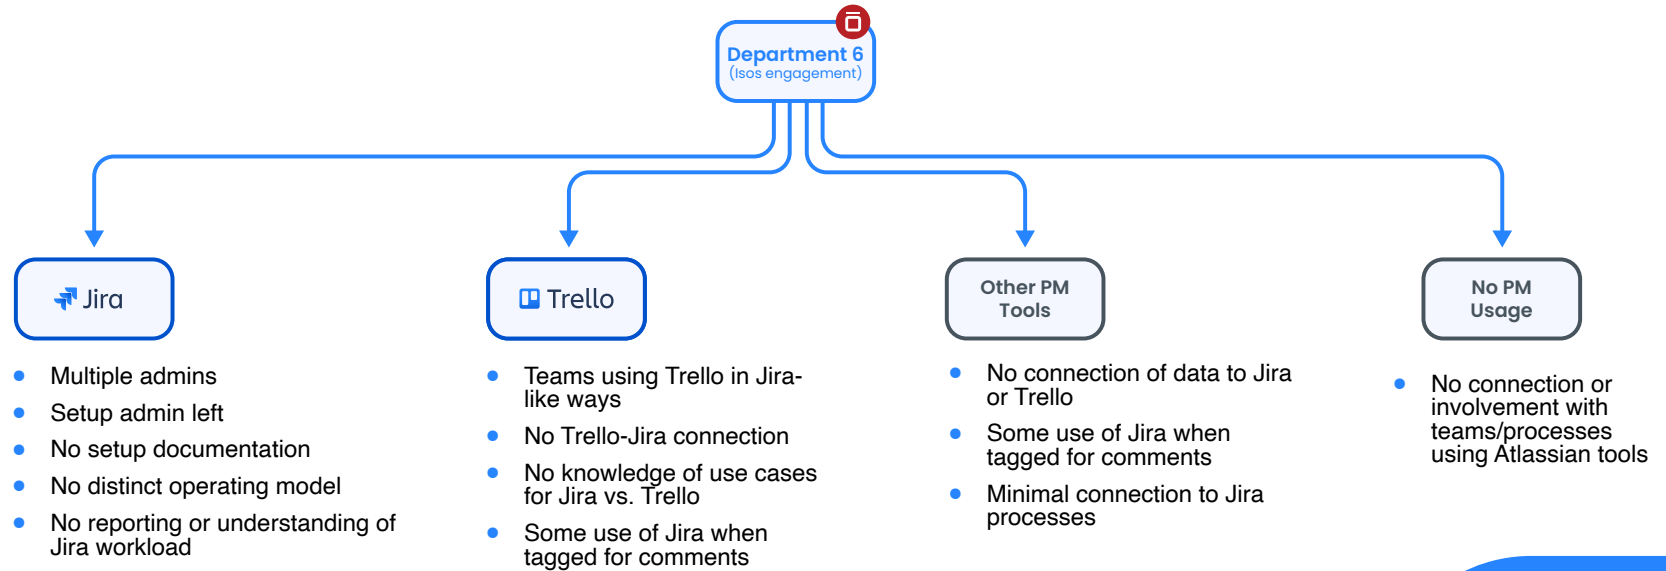 Department 6
(Isos engagement)
Jira
Multiple admins
Setup admin left
No setup documentation
No distinct operating model
No reporting or understanding of
Jira workload
Trello
Teams using Trello in Jira-
like ways
No Trello-Jira connection
No knowledge of use cases
for Jira vs. Trello
Some use of Jira when
tagged for comments
Other PM
Tools
No connection of data to Jira
or Trello
Some use of Jira when
tagged for comments
Minimal connection to Jira
processes
No PM
Usage
No connection or
involvement with
teams/processes
using Atlassian tools